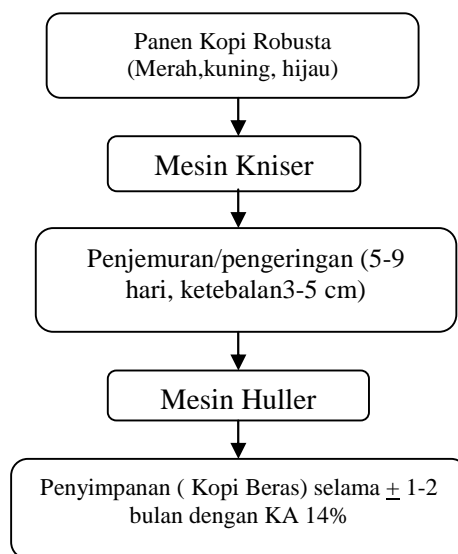 Panen Kopi Robusta
(Merah,kuning, hijau)
Mesin Kniser
Penjemuran/pengeringan (5-9
hari, ketebalan3-5 cm)
Mesin Huller
Penyimpanan ( Kopi Beras) selama ± 1-2
bulan dengan KA 14%